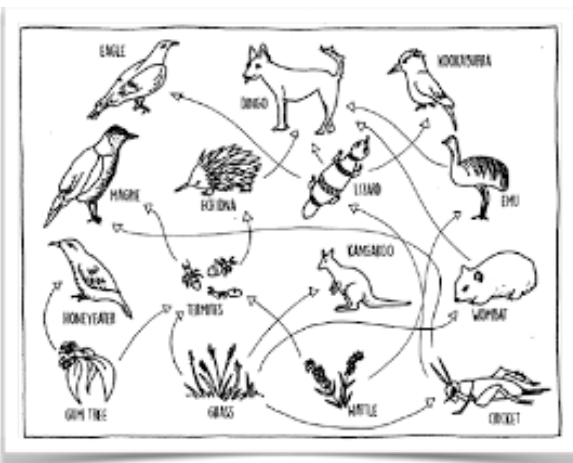 EAGLE
DINGO
KOOKABURRA
MAGPIE
ECHIDNA
LIZARD
EMU
HONEYEATER
TERMITES
KANGAROO
WOMBAT
GUM TREE
GRASS
WATTLE
CRICKET